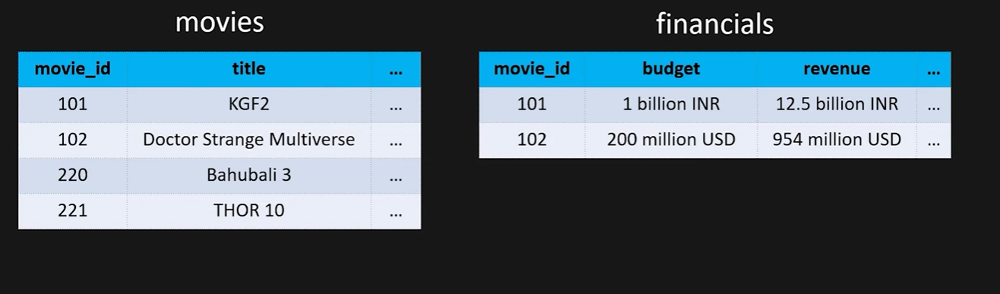 movies
movie_id title ...
101 KGF2 ...
102 Doctor Strange Multiverse ...
220 Bahubali 3 ...
221 THOR 10 ...
financials
movie_id budget revenue ...
101 1 billion INR 12.5 billion INR ...
102 200 million USD 954 million USD ...